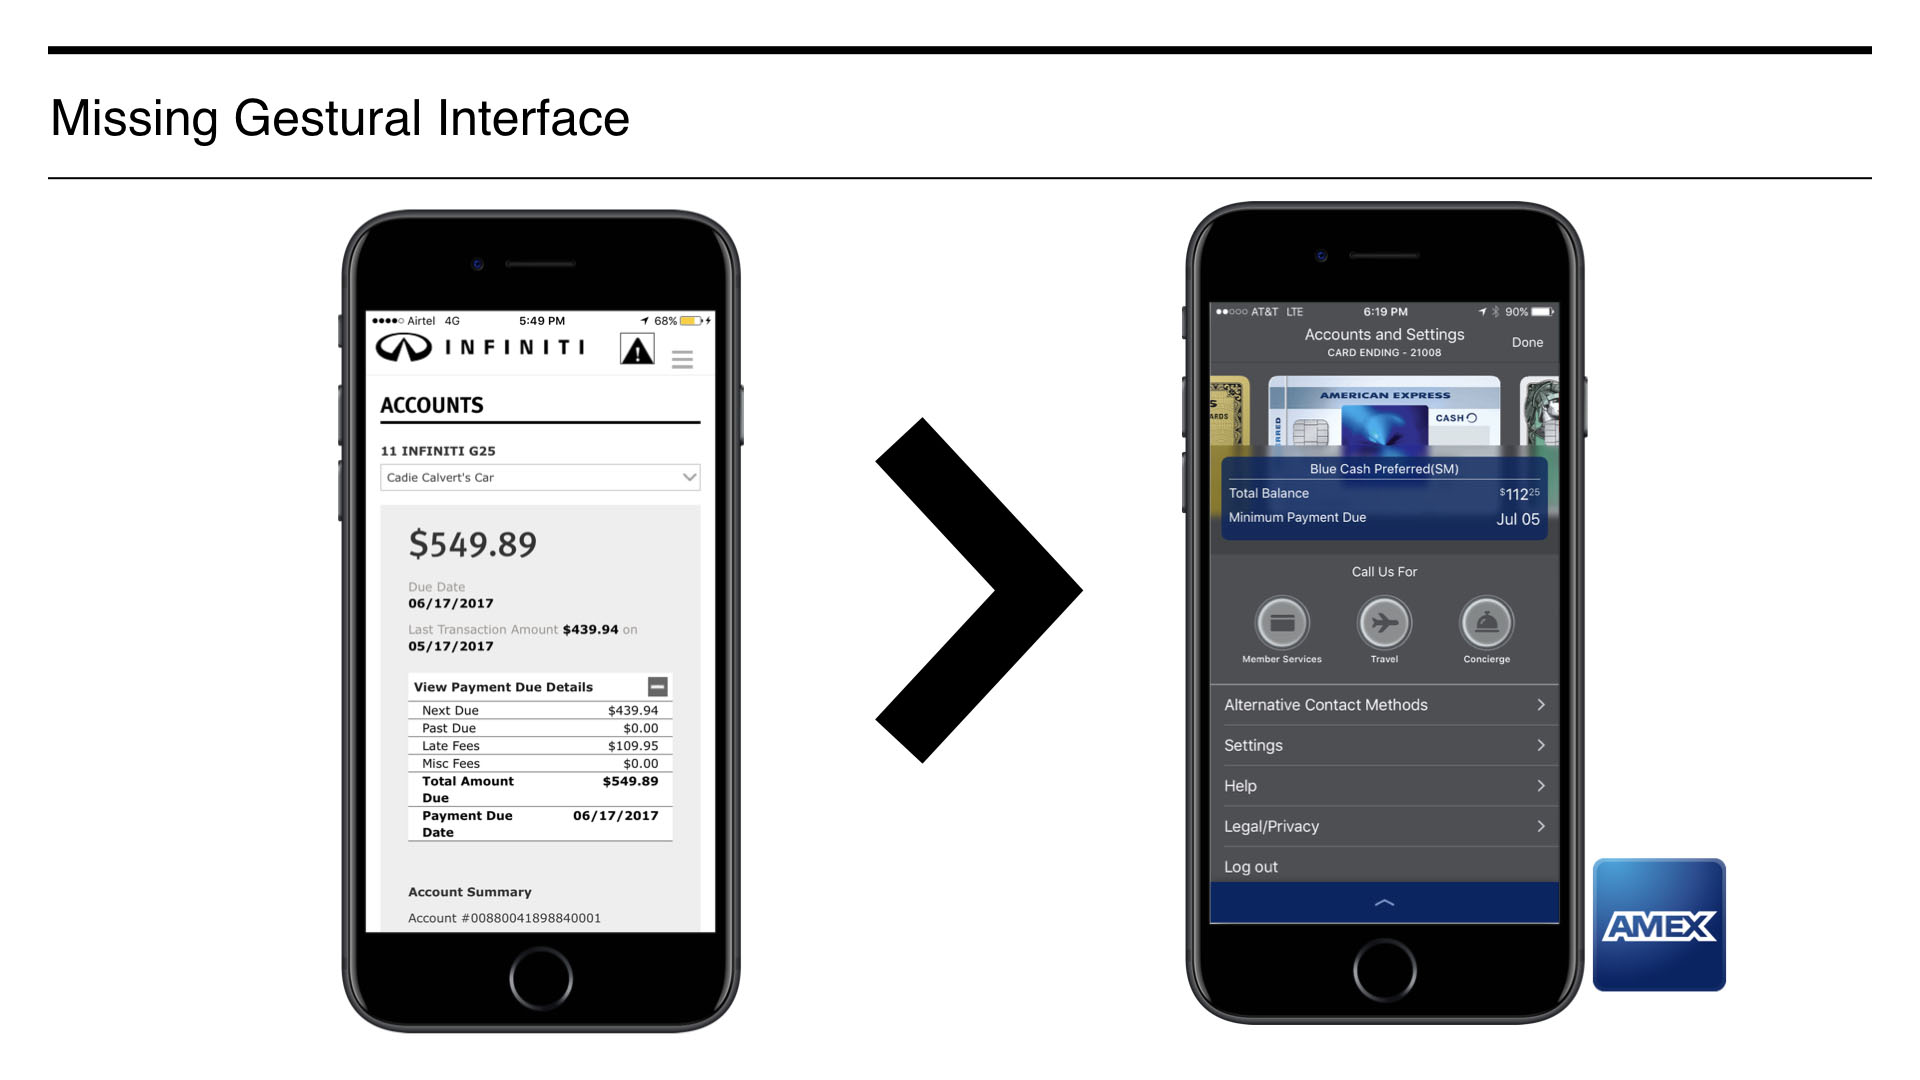 Missing Gestural Interface
Airtel 4G 5:49 PM 68%
INFINITI
ACCOUNTS
11 INFINITI G25
Cadie Calvert's Car
$549.89
Due Date
06/17/2017
Last Transaction Amount $439.94 on
05/17/2017
View Payment Due Details
Next Due $439.94
Past Due $0.00
Late Fees $109.95
Misc Fees $0.00
Total Amount $549.89
Due
Payment Due 06/17/2017
Date
Account Summary
Account #00880041898840001
AT&T LTE 6:19 PM 90%
Accounts and Settings
Done
CARD ENDING - 21008
AMERICAN EXPRESS
CASH
Blue Cash Preferred(SM)
Total Balance $11225
Minimum Payment Due Jul 05
Call Us For
Member Services Travel Concierge
Alternative Contact Methods
Settings
Help
Legal/Privacy
Log out
AMEX